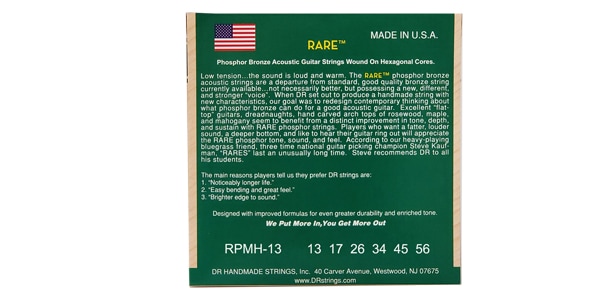 MADE IN U.S.A.
RARE™
Phosphor Bronze Acoustic Guitar Strings Wound On Hexagonal Cores.
Low tension...the sound is loud and warm. The RARE™ phosphor bronze
acoustic strings are a departure from standard, good quality bronze string
currently available...not necessarily better, but possessing a new, different,
and stronger "voice". When DR set out to produce a handmade string with
new characteristics, our goal was to redesign contemporary thinking about
what phosphor bronze can do for a good acoustic guitar. Excellent "flat-
top" guitars, dreadnaughts, hand carved arch tops of rosewood, maple,
and mahogany seem to benefit from a distinct improvement in tone, depth,
and sustain with RARE phosphor strings. Players who want a fatter, louder
sound, a deeper bottom, and like to hear their guitar ring out will appreciate
the RARE phosphor tone, sound, and feel. According to our heavy-playing
bluegrass friend, three time national guitar picking champion Steve Kauf-
man, "RARES" last an unusually long time. Steve recommends DR to all
his students.
The main reasons players tell us they prefer DR strings are:
1. "Noticeably longer life."
2. "Easy bending and great feel."
3. "Brighter edge to sound."
Designed with improved formulas for even greater durability and enriched tone.
We Put More In,You Get More Out
RPMH-13 13 17 26 34 45 56
DR HANDMADE STRINGS, Inc. 40 Carver Avenue, Westwood, NJ 07675
www.DRstrings.com